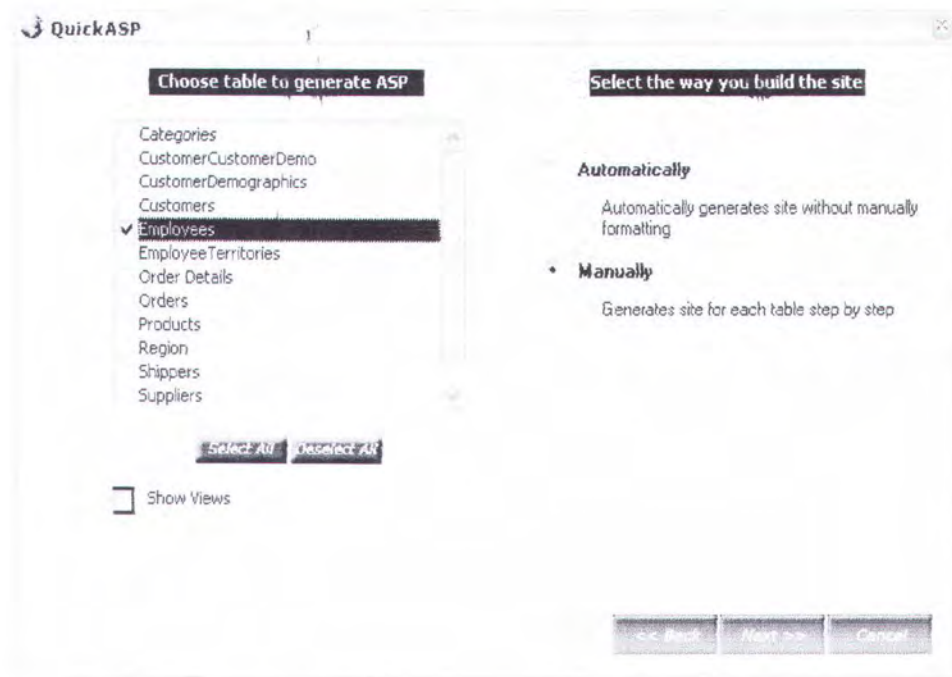 QuickASP
Choose table to generate ASP
Categories
CustomerCustomerDemo
CustomerDemographics
Customers
Employees
EmployeeTerritories
Order Details
Orders
Products
Region
Shippers
Suppliers
Select All Deselect All
Show Views
Select the way you build the site
Automatically
Automatically generates site without manually
formatting
Manually
Generates site for each table step by step
<< Back Next >> Cancel